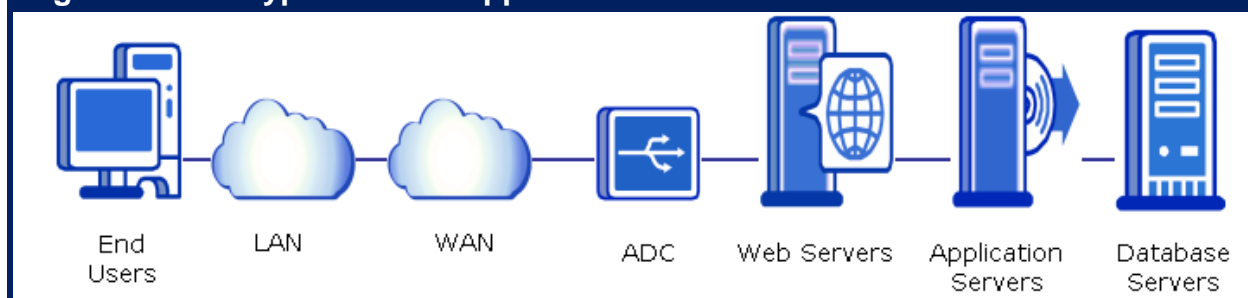 End
Users
LAN
WAN
ADC
Web Servers
Application
Servers
Database
Servers